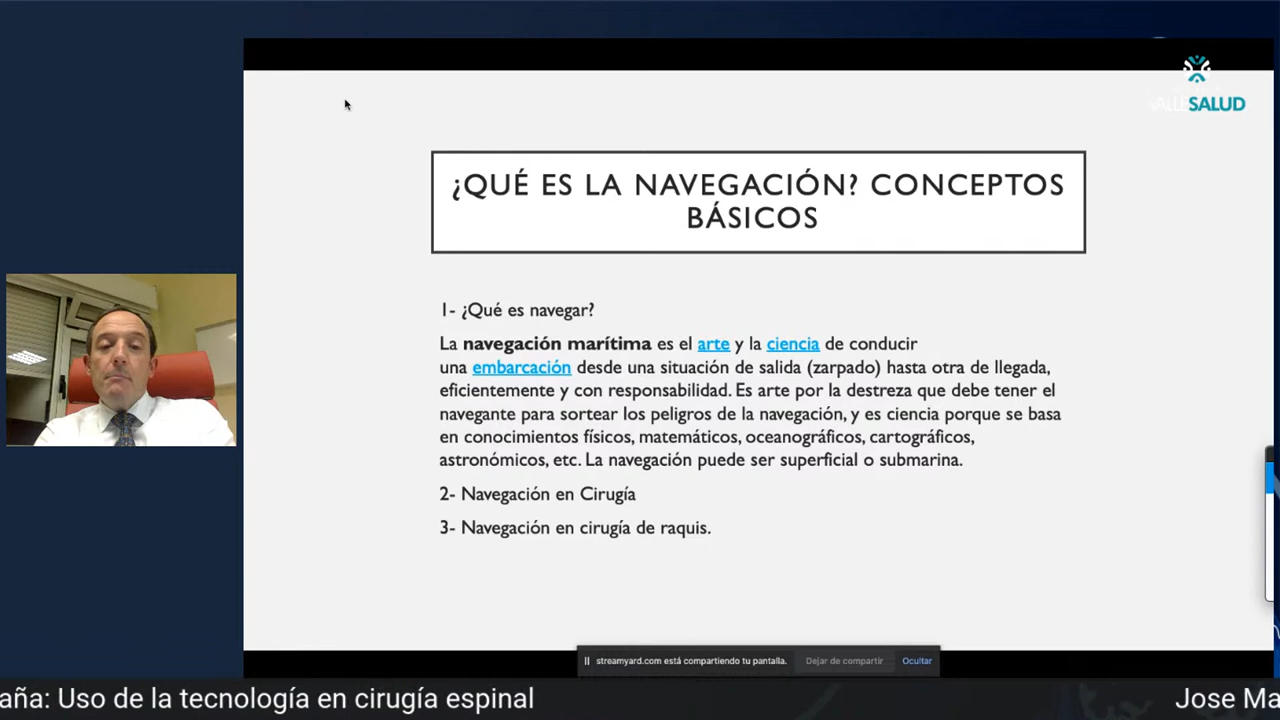 VALLESALUD
¿QUÉ ES LA NAVEGACIÓN? CONCEPTOS
BÁSICOS
1- ¿Qué es navegar?
La navegación marítima es el arte y la ciencia de conducir
una embarcación desde una situación de salida (zarpado) hasta otra de llegada,
eficientemente y con responsabilidad. Es arte por la destreza que debe tener el
navegante para sortear los peligros de la navegación, y es ciencia porque se basa
en conocimientos físicos, matemáticos, oceanográficos, cartográficos,
astronómicos, etc. La navegación puede ser superficial o submarina.
2- Navegación en Cirugía
3- Navegación en cirugía de raquis.
streamyard.com está compartiendo tu pantalla. Dejar de compartir Ocultar
aña: Uso de la tecnología en cirugía espinal Jose Ma